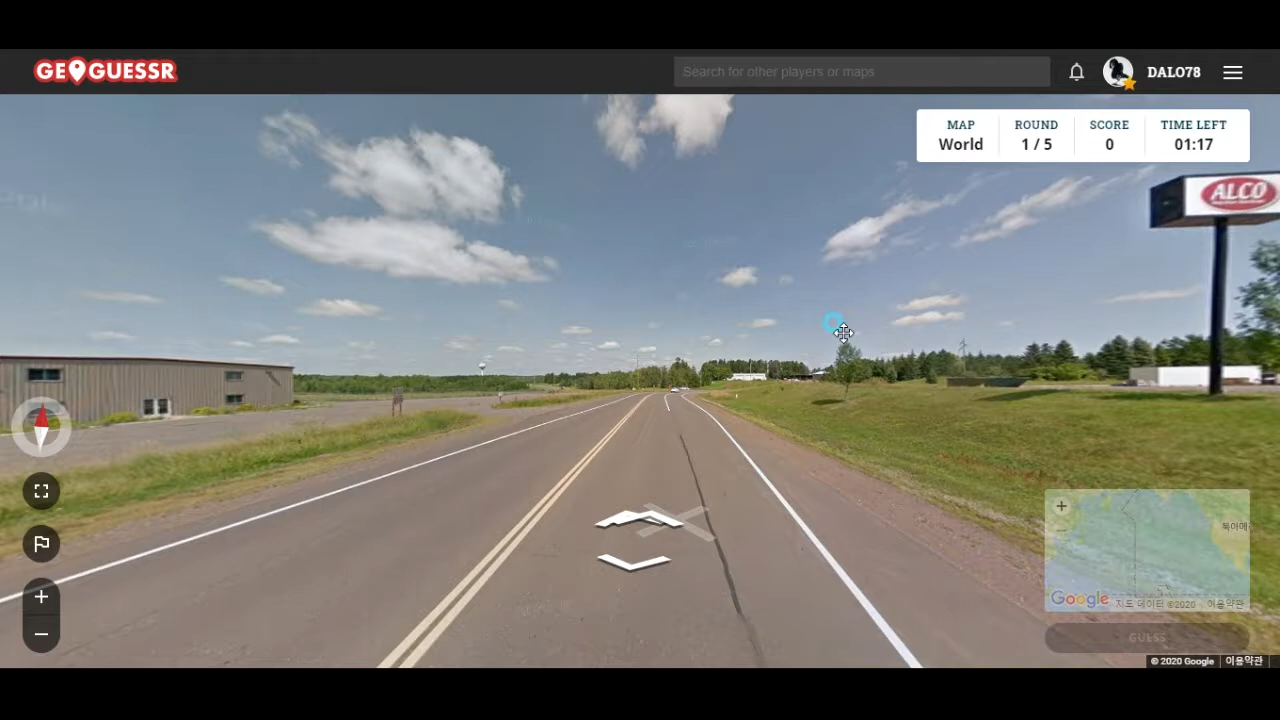 GEOGUESSR
Search for other players or maps
DALO78
MAP
World
ROUND
1 / 5
SCORE
0
TIME LEFT
01:17
ALCO
Google
지도 데이터 ©2020
이용약관
GUESS
© 2020 Google
이용약관